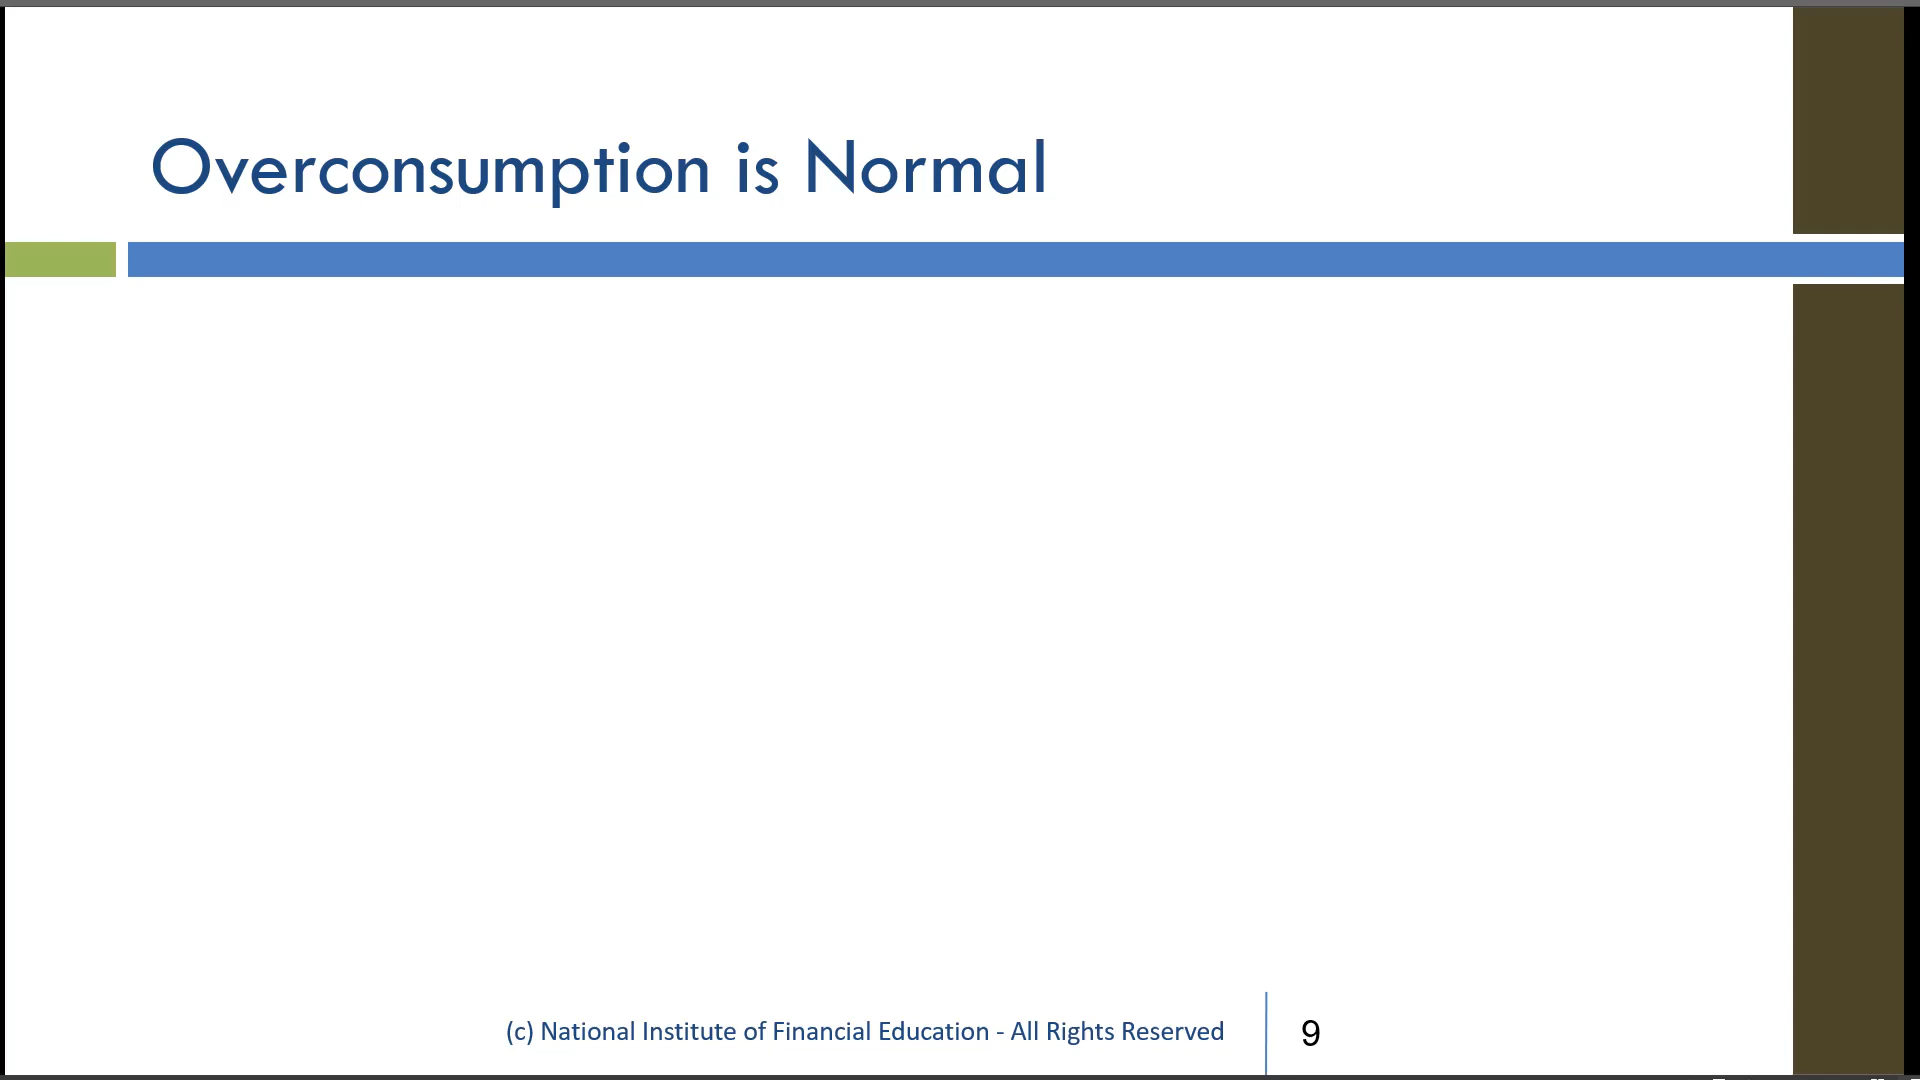 Overconsumption is Normal
(c) National Institute of Financial Education - All Rights Reserved
9